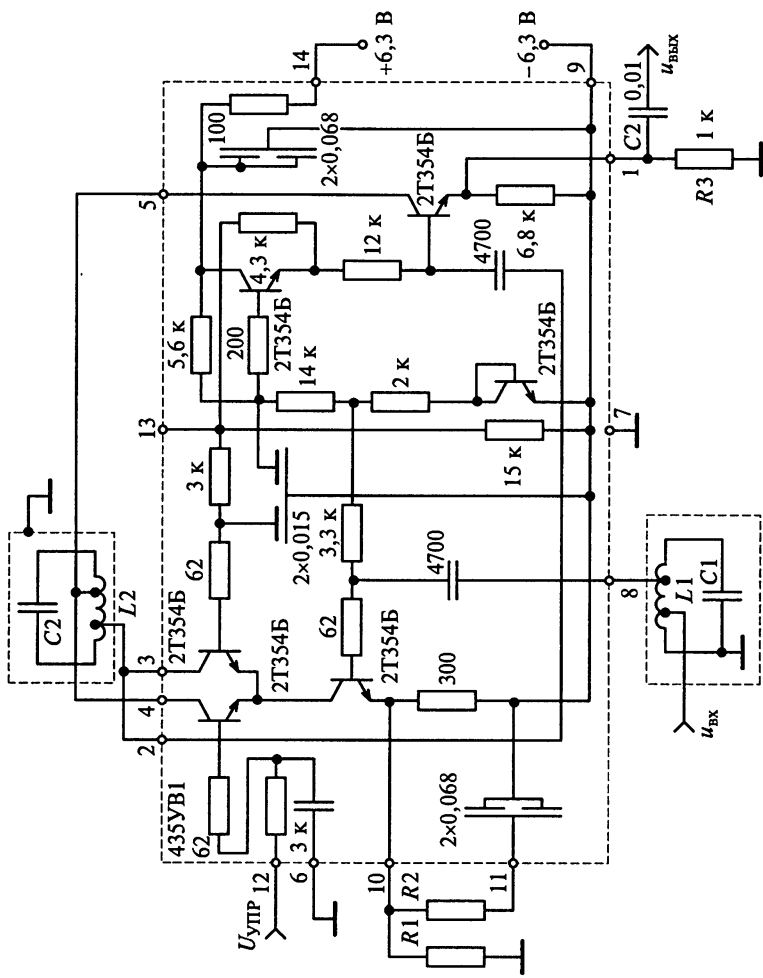 14
+6,3 В
−6,3 В
9
100
2×0,068
5
2Т354Б
6,8 к
C2
0,01
uвых
1
R3
1 к
4,3 к
12 к
4700
5,6 к
200
2Т354Б
14 к
2 к
2Т354Б
13
7
15 к
3 к
2×0,015
3,3 к
62
4700
C2
L2
8
L1
C1
uвх
3
2Т354Б
4
2Т354Б
62
2Т354Б
300
2
435УВ1
62
3 к
2×0,068
UУПР
12
6
10
11
R1
R2